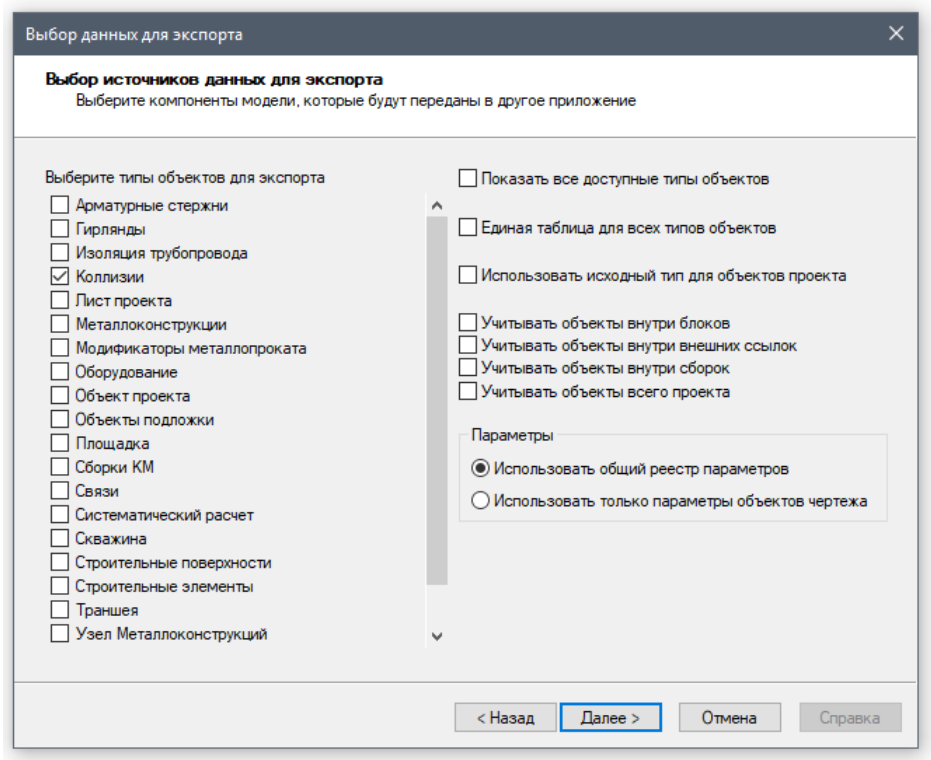 Выбор данных для экспорта
Выбор источников данных для экспорта
Выберите компоненты модели, которые будут переданы в другое приложение
Выберите типы объектов для экспорта
Арматурные стержни
Гирлянды
Изоляция трубопровода
Коллизии
Лист проекта
Металлоконструкции
Модификаторы металлопроката
Оборудование
Объект проекта
Объекты подложки
Площадка
Сборки КМ
Связи
Систематический расчет
Скважина
Строительные поверхности
Строительные элементы
Траншея
Узел Металлоконструкций
Показать все доступные типы объектов
Единая таблица для всех типов объектов
Использовать исходный тип для объектов проекта
Учитывать объекты внутри блоков
Учитывать объекты внутри внешних ссылок
Учитывать объекты внутри сборок
Учитывать объекты всего проекта
Параметры
Использовать общий реестр параметров
Использовать только параметры объектов чертежа
< Назад
Далее >
Отмена
Справка